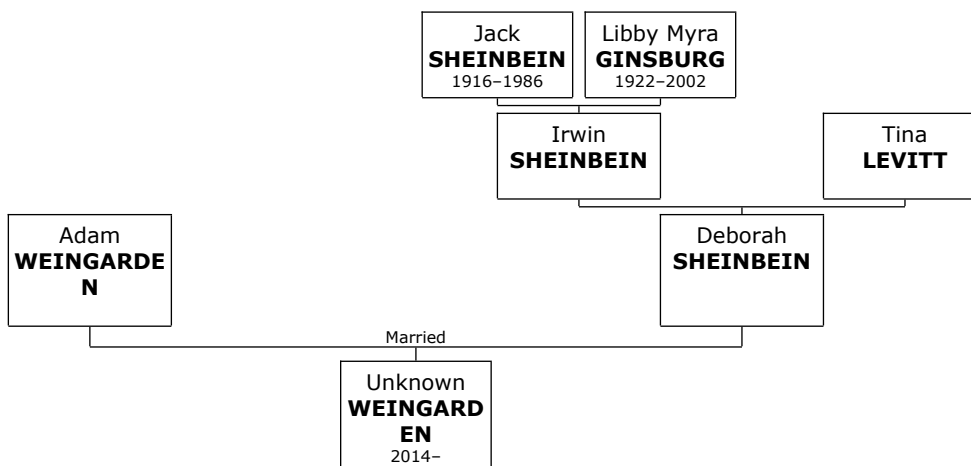 Jack
SHEINBEIN
1916–1986
Libby Myra
GINSBURG
1922–2002
Irwin
SHEINBEIN
Tina
LEVITT
Adam
WEINGARDE
N
Deborah
SHEINBEIN
Married
Unknown
WEINGARD
EN
2014–